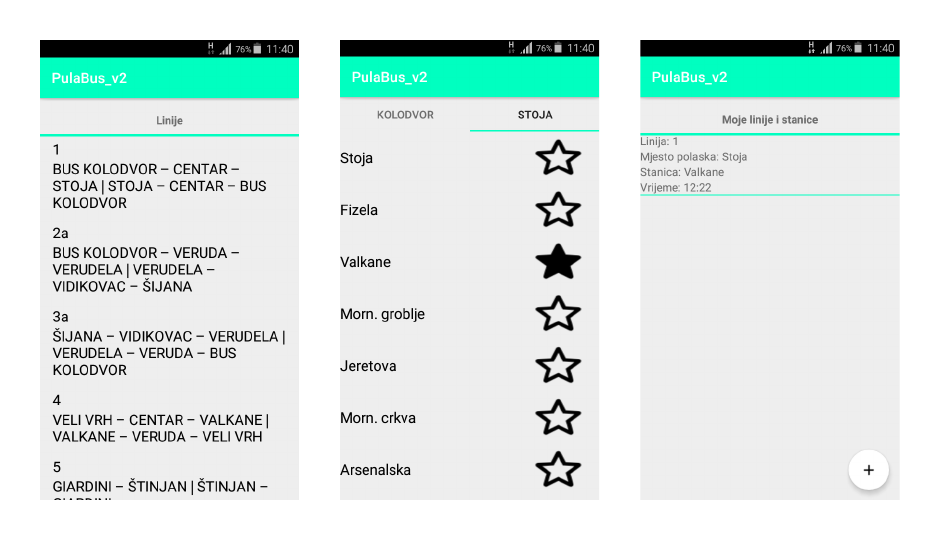 76% 11:40
PulaBus_v2
Linije
1
BUS KOLODVOR – CENTAR –
STOJA | STOJA – CENTAR – BUS
KOLODVOR
2a
BUS KOLODVOR – VERUDA –
VERUDELA | VERUDELA –
VIDIKOVAC – ŠIJANA
3a
ŠIJANA – VIDIKOVAC – VERUDELA |
VERUDELA – VERUDA – BUS
KOLODVOR
4
VELI VRH – CENTAR – VALKANE |
VALKANE – VERUDA – VELI VRH
5
GIARDINI – ŠTINJAN | ŠTINJAN –
GIARDINI
H 76% 11:40
PulaBus_v2
KOLODVOR STOJA
Stoja
Fizela
Valkane
Morn. groblje
Jeretova
Morn. crkva
Arsenalska
H 76% 11:40
PulaBus_v2
Moje linije i stanice
Linija: 1
Mjesto polaska: Stoja
Stanica: Valkane
Vrijeme: 12:22
+